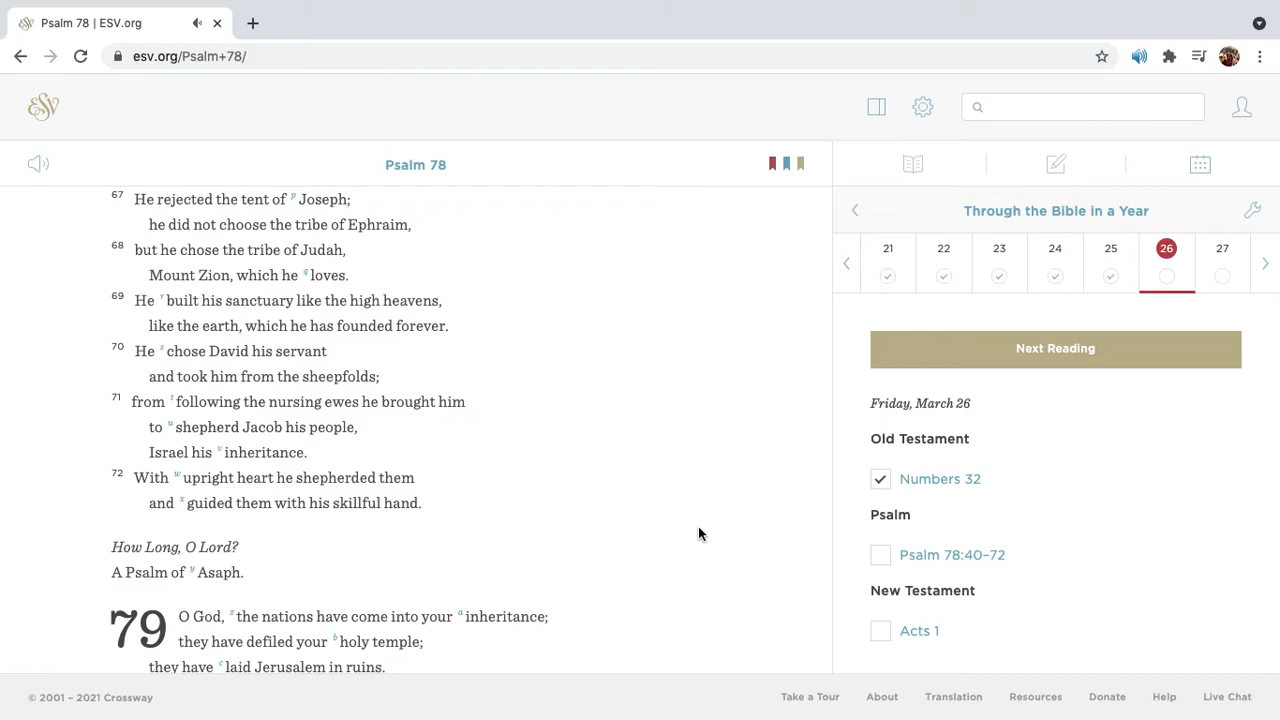 Psalm 78 | ESV.org
esv.org/Psalm+78/
ESV
Psalm 78
67 He rejected the tent of p Joseph;
he did not choose the tribe of Ephraim,
68 but he chose the tribe of Judah,
Mount Zion, which he q loves.
69 He r built his sanctuary like the high heavens,
like the earth, which he has founded forever.
70 He s chose David his servant
and took him from the sheepfolds;
71 from t following the nursing ewes he brought him
to u shepherd Jacob his people,
Israel his v inheritance.
72 With w upright heart he shepherded them
and x guided them with his skillful hand.
How Long, O Lord?
A Psalm of y Asaph.
79 O God, z the nations have come into your a inheritance;
they have defiled your b holy temple;
they have c laid Jerusalem in ruins.
Through the Bible in a Year
21 22 23 24 25 26 27
Next Reading
Friday, March 26
Old Testament
Numbers 32
Psalm
Psalm 78:40–72
New Testament
Acts 1
© 2001 – 2021 Crossway
Take a Tour About Translation Resources Donate Help Live Chat